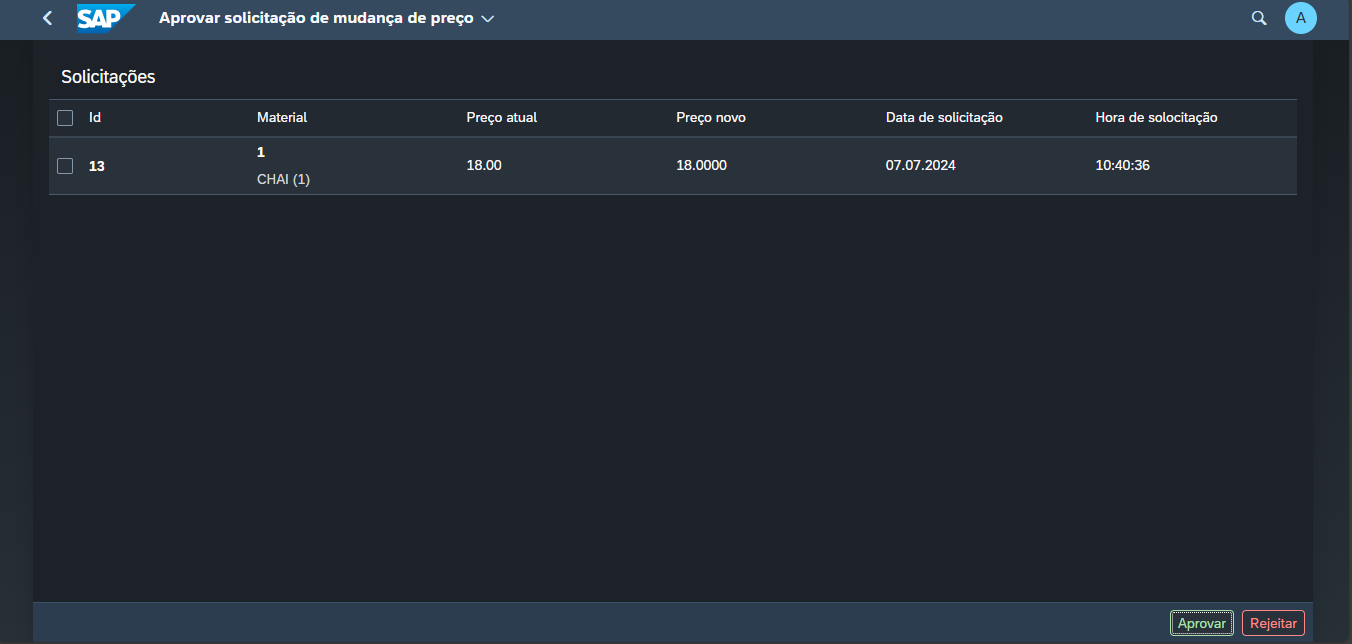 SAP Aprovar solicitação de mudança de preço A
Solicitações
Id Material Preço atual Preço novo Data de solicitação Hora de solocitação
13 1 18.00 18.0000 07.07.2024 10:40:36
CHAI (1)
Aprovar Rejeitar